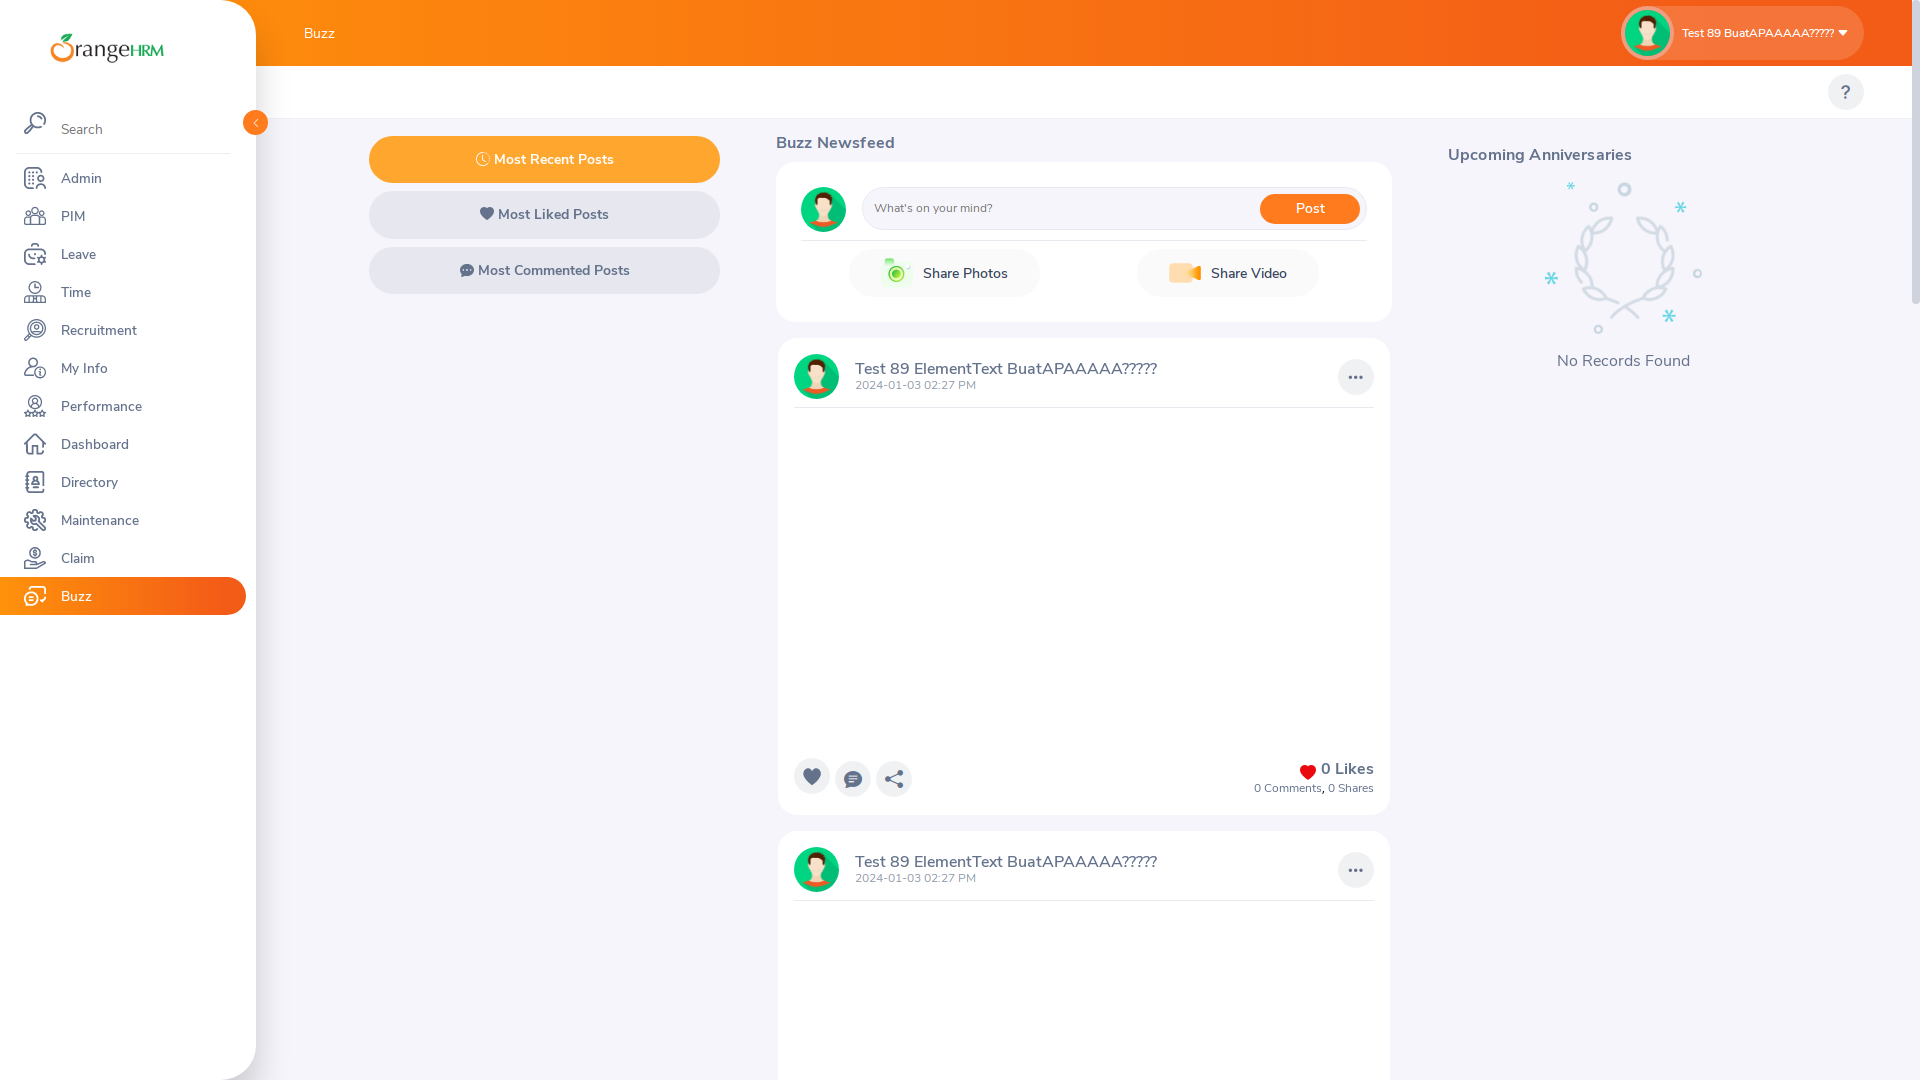 OrangeHRM
Search
Admin
PIM
Leave
Time
Recruitment
My Info
Performance
Dashboard
Directory
Maintenance
Claim
Buzz
Buzz
Test 89 BuatAPAAAAA?????
?
Most Recent Posts
Most Liked Posts
Most Commented Posts
Buzz Newsfeed
What's on your mind?
Post
Share Photos
Share Video
Test 89 ElementText BuatAPAAAAA?????
2024-01-03 02:27 PM
0 Likes
0 Comments, 0 Shares
Test 89 ElementText BuatAPAAAAA?????
2024-01-03 02:27 PM
Upcoming Anniversaries
No Records Found